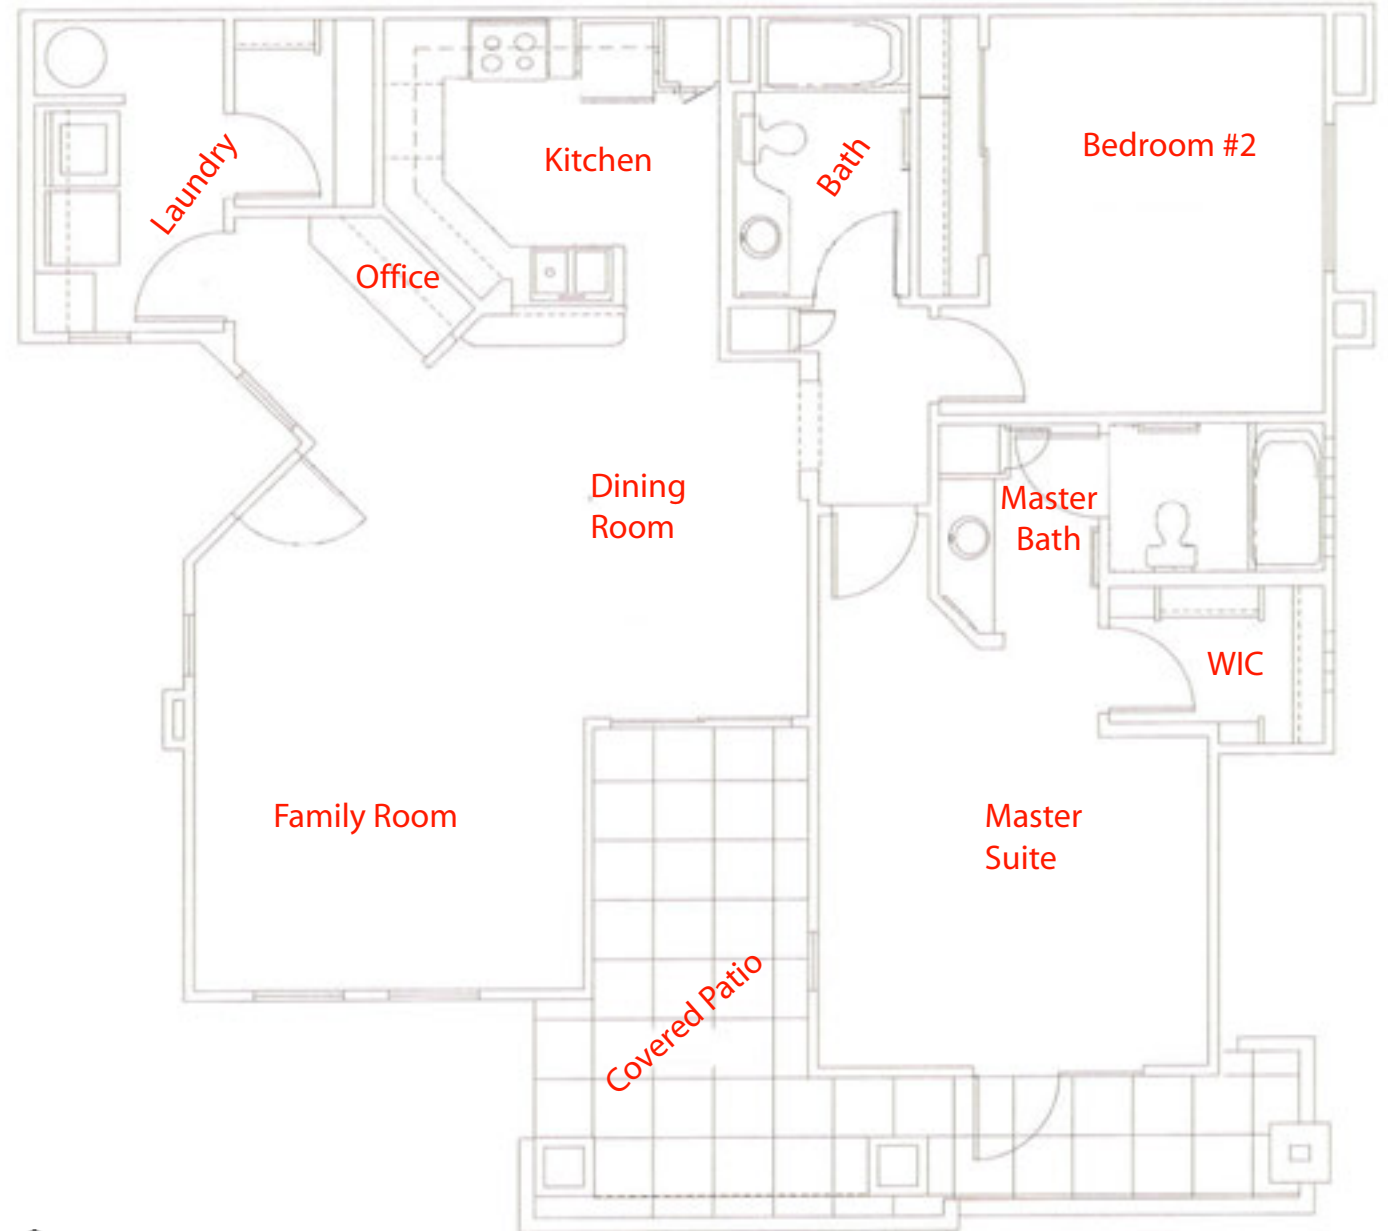 Kitchen
Bedroom #2
Laundry
Bath
Office
Dining
Room
Master
Bath
WIC
Family Room
Master
Suite
Covered Patio